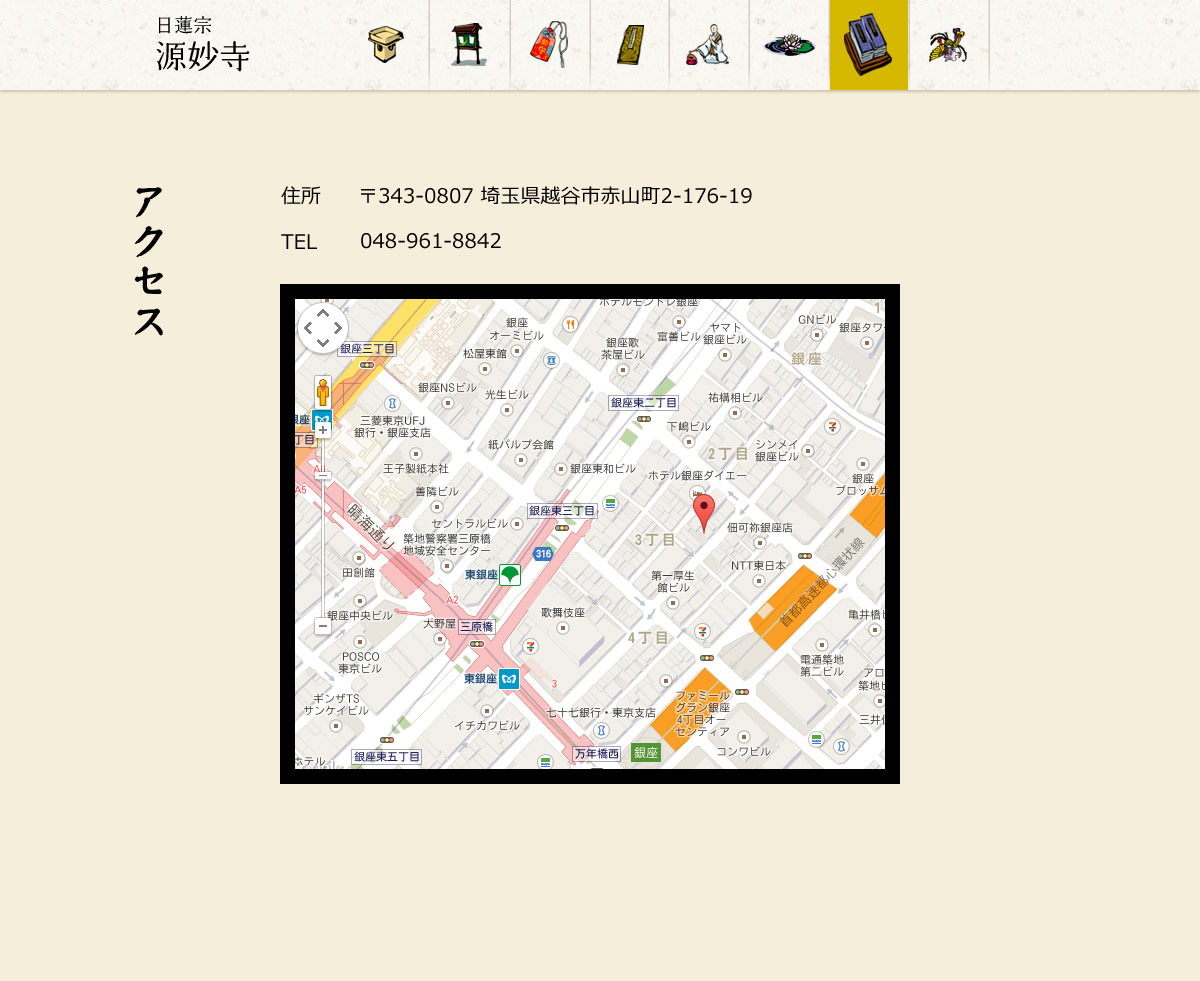 日蓮宗
源妙寺
アクセス
住所 〒343-0807 埼玉県越谷市赤山町2-176-19
TEL 048-961-8842
ホテルモントレ銀座
1
銀座
オーミビル
富善ビル
ヤマト
銀座ビル
GNビル
銀座タワー
銀座三丁目
松屋東館
銀座歌
茶屋ビル
銀座
銀座NSビル
光生ビル
銀座東二丁目
祐構相ビル
銀座
丁目
三菱東京UFJ
銀行・銀座支店
下嶋ビル
紙パルプ会館
2丁目
シンメイ
銀座ビル
A11
王子製紙本社
銀座東和ビル
ホテル銀座ダイエー
A5
善隣ビル
銀座
ブロッサム
晴海通り
銀座東三丁目
セントラルビル
佃可祢銀座店
築地警察署三原橋
地域安全センター
316
3丁目
首都高速都心環状線
田創館
東銀座
第一厚生
館ビル
NTT東日本
A2
銀座中央ビル
犬野屋
三原橋
歌舞伎座
4丁目
亀井橋ビ
POSCO
東京ビル
電通築地
第二ビル
東銀座
3
アロ
築地ビ
ギンザTS
サンケイビル
七十七銀行・東京支店
ファミール
グラン銀座
4丁目オー
センティア
イチカワビル
三井住
銀座東五丁目
万年橋西
銀座
コンワビル
ホテル